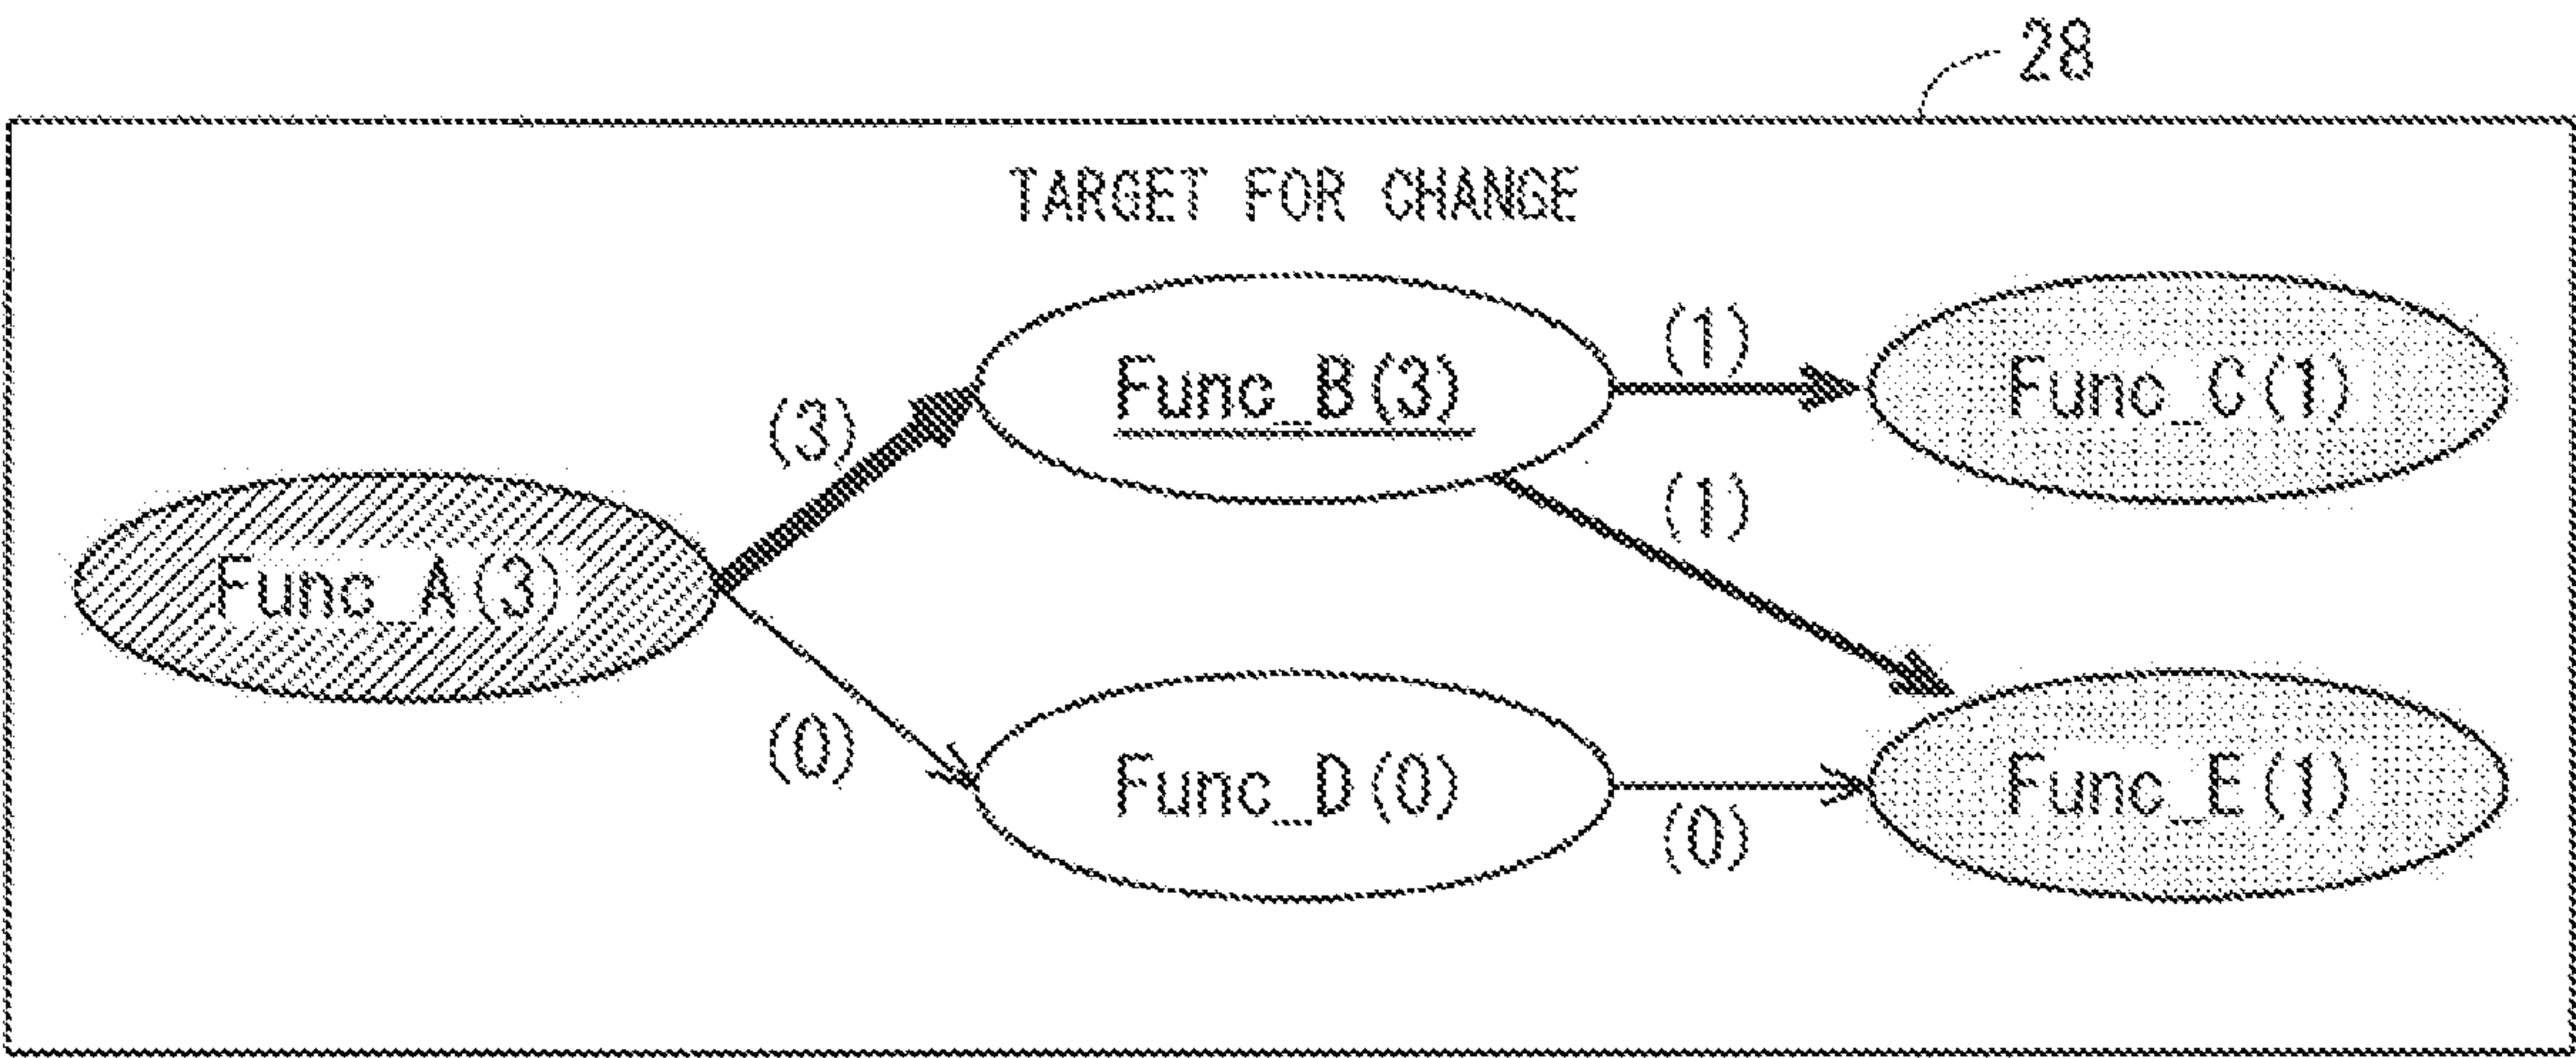 28
TARGET FOR CHANGE
Func_B(3)
(1)
Func_C(1)
(3)
(1)
Func_A(3)
(0)
Func_D(0)
(0)
Func_E(1)